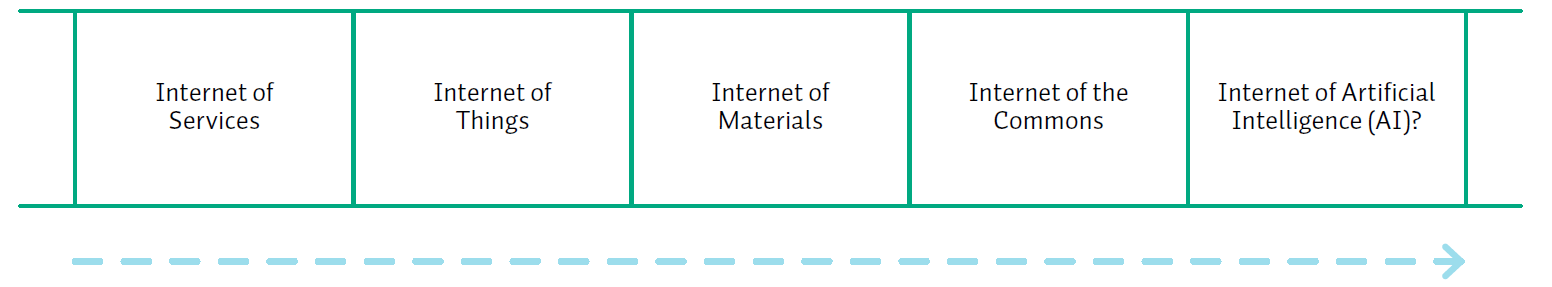 Internet of
Services
Internet of
Things
Internet of
Materials
Internet of the
Commons
Internet of Artificial
Intelligence (AI)?